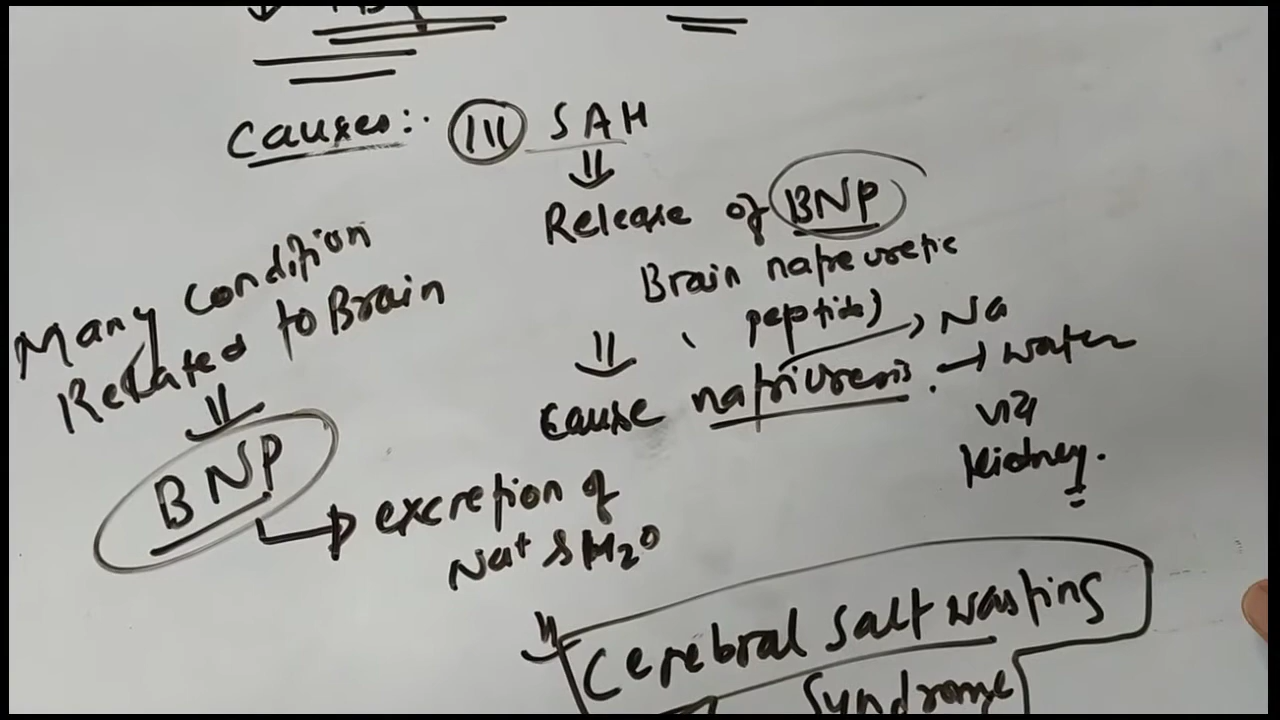 Causes:. III SAH
Release of BNP
Brain natreuretic
(peptide)
Cause natriuresis. → Na
→ water
via
kidney.
Many condition
Related to Brain
BNP
→ excretion of
Na+ & H2O
Cerebral salt wasting
Syndrome